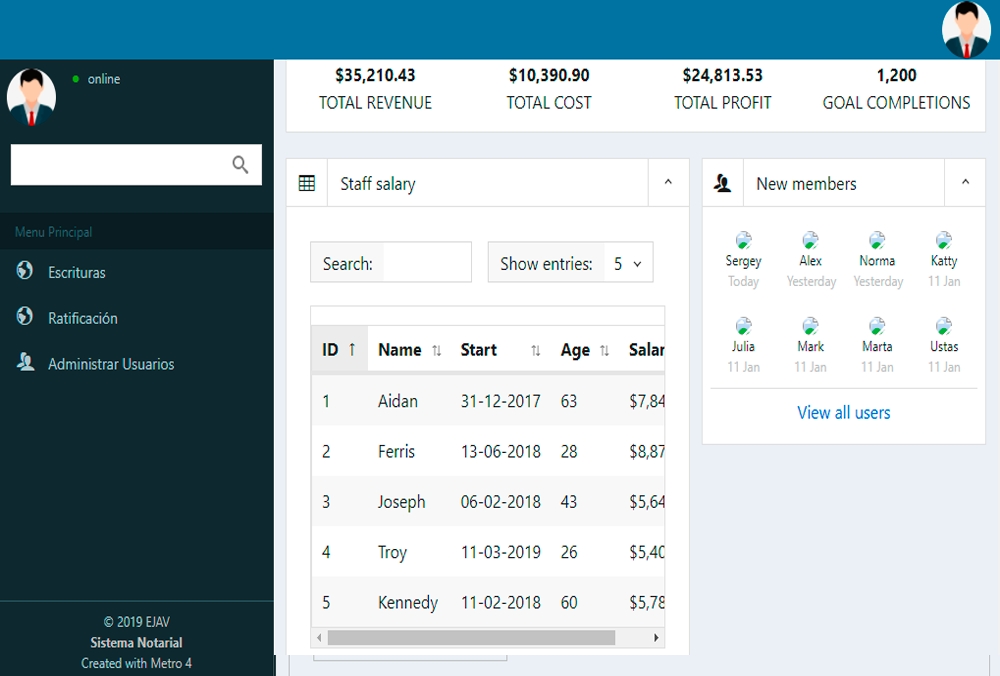 online
Menu Principal
Escrituras
Ratificación
Administrar Usuarios
© 2019 EJAV
Sistema Notarial
Created with Metro 4
$35,210.43 $10,390.90 $24,813.53 1,200
TOTAL REVENUE TOTAL COST TOTAL PROFIT GOAL COMPLETIONS
Staff salary
Search: Show entries: 5
ID Name Start Age Salar
1 Aidan 31-12-2017 63 $7,84
2 Ferris 13-06-2018 28 $8,87
3 Joseph 06-02-2018 43 $5,64
4 Troy 11-03-2019 26 $5,40
5 Kennedy 11-02-2018 60 $5,78
New members
Sergey Alex Norma Katty
Today Yesterday Yesterday 11 Jan
Julia Mark Marta Ustas
11 Jan 11 Jan 11 Jan 11 Jan
View all users